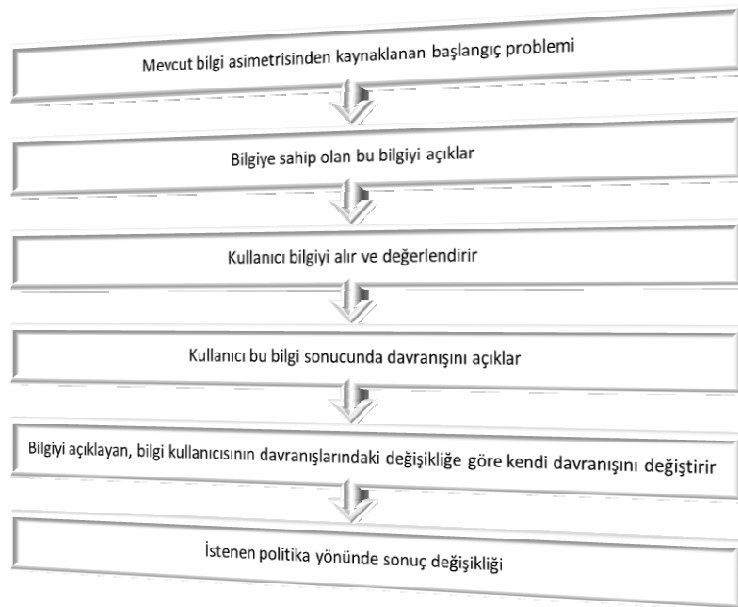 Mevcut bilgi asimetrisinden kaynaklanan başlangıç problemi
Bilgiye sahip olan bu bilgiyi açıklar
Kullanıcı bilgiyi alır ve değerlendirir
Kullanıcı bu bilgi sonucunda davranışını açıklar
Bilgiyi açıklayan, bilgi kullanıcısının davranışlarındaki değişikliğe göre kendi davranışını değiştirir
İstenen politika yönünde sonuç değişikliği